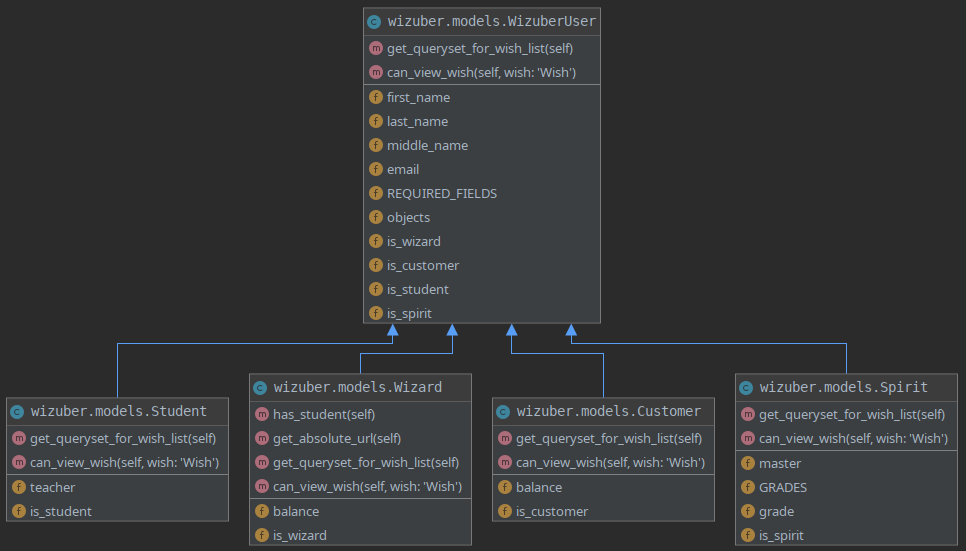 wizuber.models.WizuberUser
get_queryset_for_wish_list(self)
can_view_wish(self, wish: 'Wish')
first_name
last_name
middle_name
email
REQUIRED_FIELDS
objects
is_wizard
is_customer
is_student
is_spirit
wizuber.models.Student
get_queryset_for_wish_list(self)
can_view_wish(self, wish: 'Wish')
teacher
is_student
wizuber.models.Wizard
has_student(self)
get_absolute_url(self)
get_queryset_for_wish_list(self)
can_view_wish(self, wish: 'Wish')
balance
is_wizard
wizuber.models.Customer
get_queryset_for_wish_list(self)
can_view_wish(self, wish: 'Wish')
balance
is_customer
wizuber.models.Spirit
get_queryset_for_wish_list(self)
can_view_wish(self, wish: 'Wish')
master
GRADES
grade
is_spirit